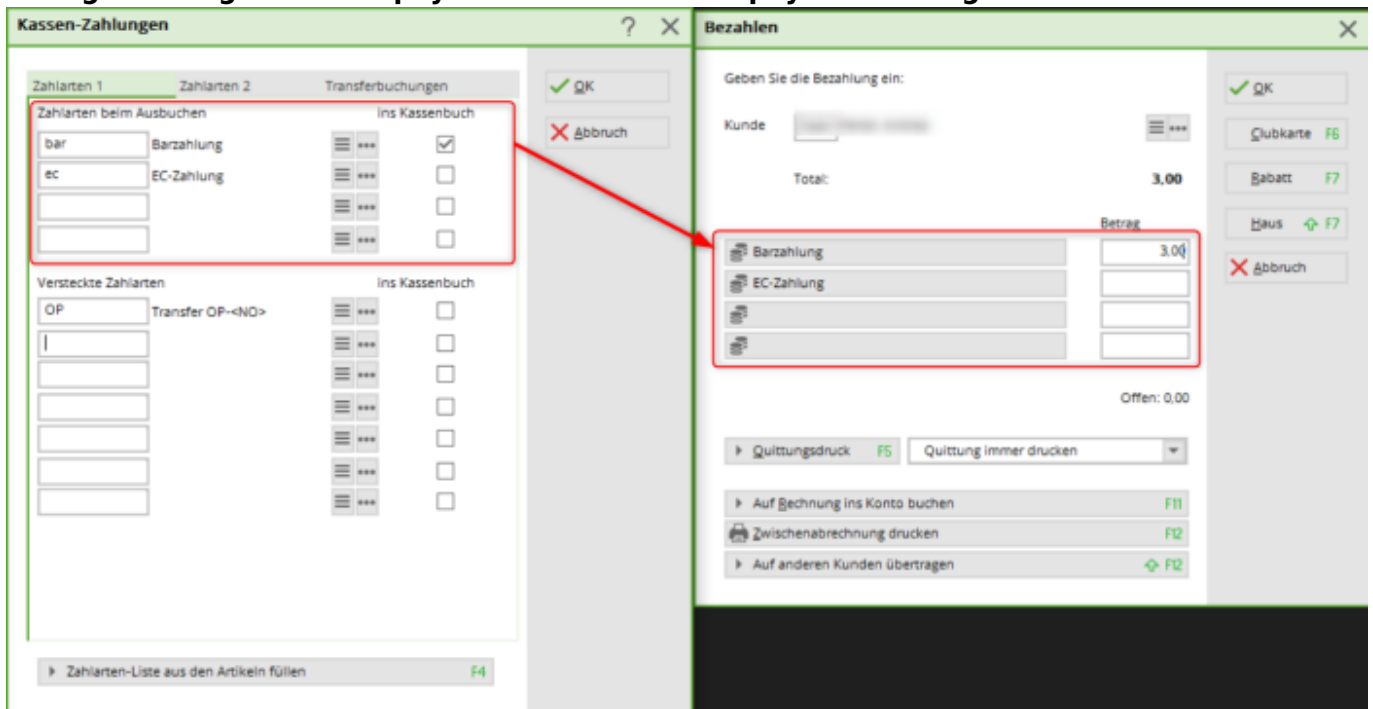 Kassen-Zahlungen
?
Zahlarten 1 Zahlarten 2 Transferbuchungen
Zahlarten beim Ausbuchen ins Kassenbuch
bar Barzahlung
ec EC-Zahlung
Versteckte Zahlarten ins Kassenbuch
OP Transfer OP-<NO>
Zahlarten-Liste aus den Artikeln füllen F4
OK
Abbruch
Bezahlen
Geben Sie die Bezahlung ein:
Kunde
Total: 3,00
Betrag
Barzahlung 3,00
EC-Zahlung
Offen: 0,00
Quittungsdruck F5 Quittung immer drucken
Auf Rechnung ins Konto buchen F11
Zwischenabrechnung drucken F12
Auf anderen Kunden übertragen F12
OK
Clubkarte F6
Rabatt F7
Haus F7
Abbruch